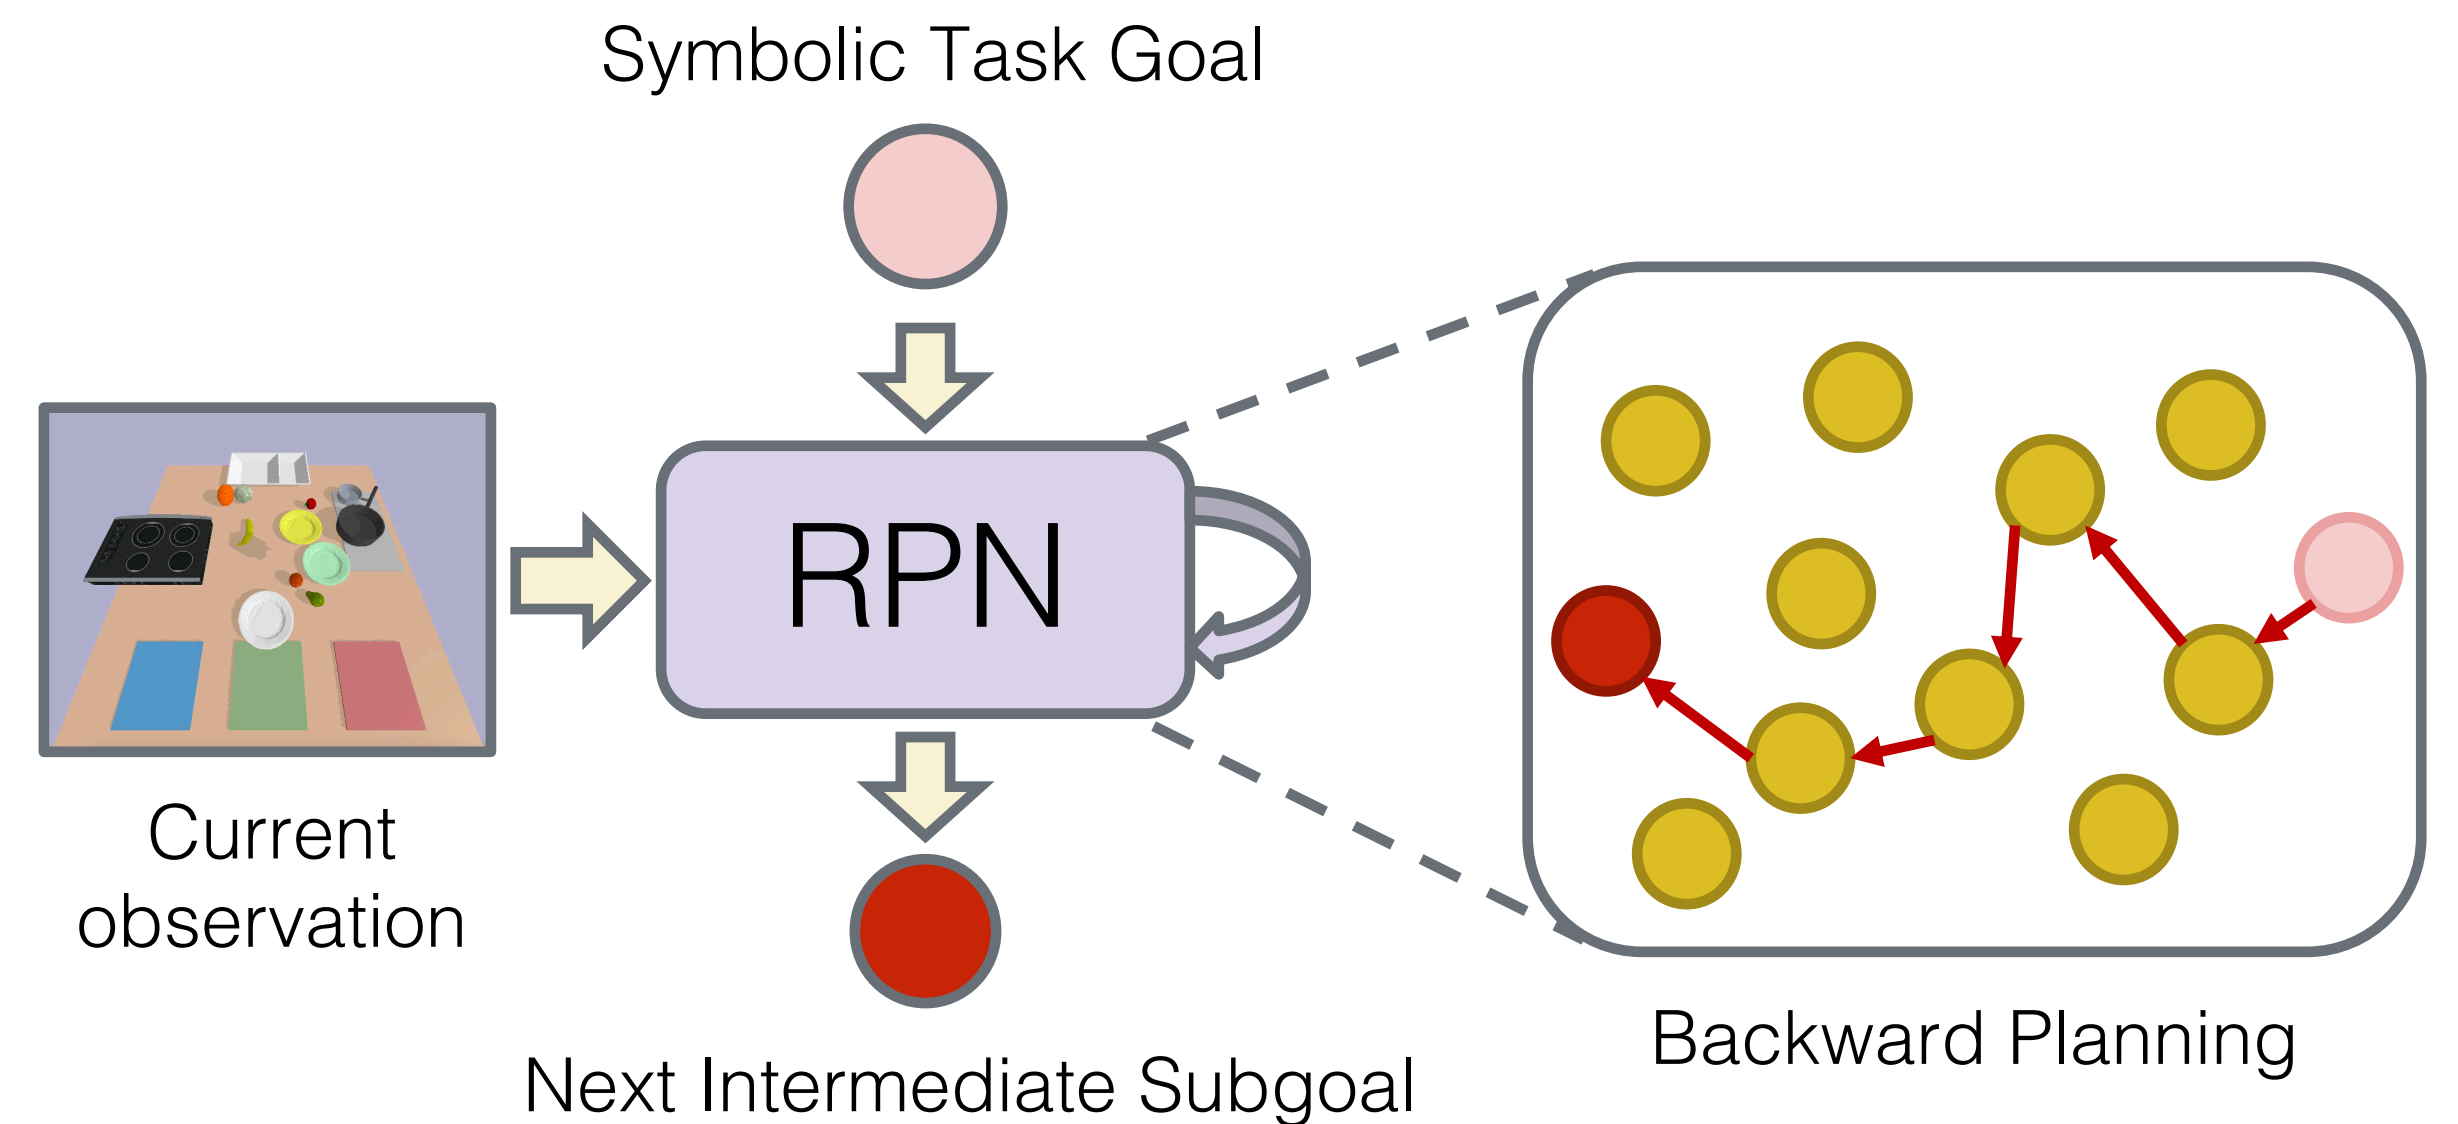 Symbolic Task Goal
RPN
Current
observation
Backward Planning
Next Intermediate Subgoal